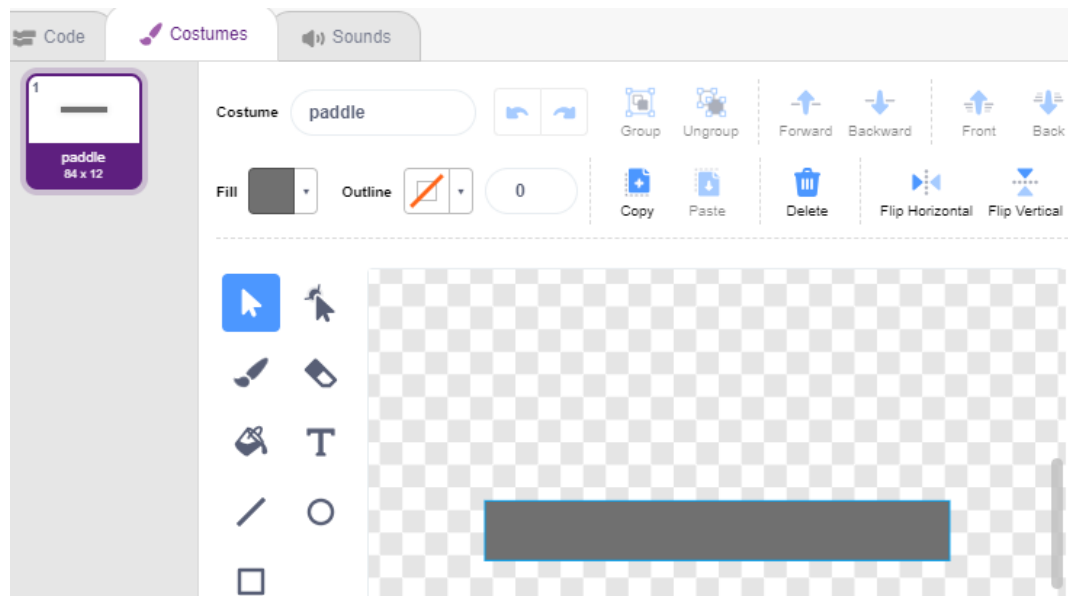 Code
Costumes
Sounds
1
paddle
84 x 12
Costume
paddle
Group
Ungroup
Forward
Backward
Front
Back
Fill
Outline
0
Copy
Paste
Delete
Flip Horizontal
Flip Vertical
T